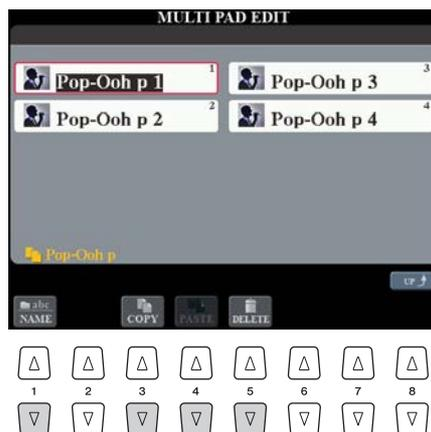 MULTI PAD EDIT
1
Pop-Ooh p 1
3
Pop-Ooh p 3
2
Pop-Ooh p 2
4
Pop-Ooh p 4
Pop-Ooh p
UP
abc
NAME
COPY
PASTE
DELETE
1 2 3 4 5 6 7 8